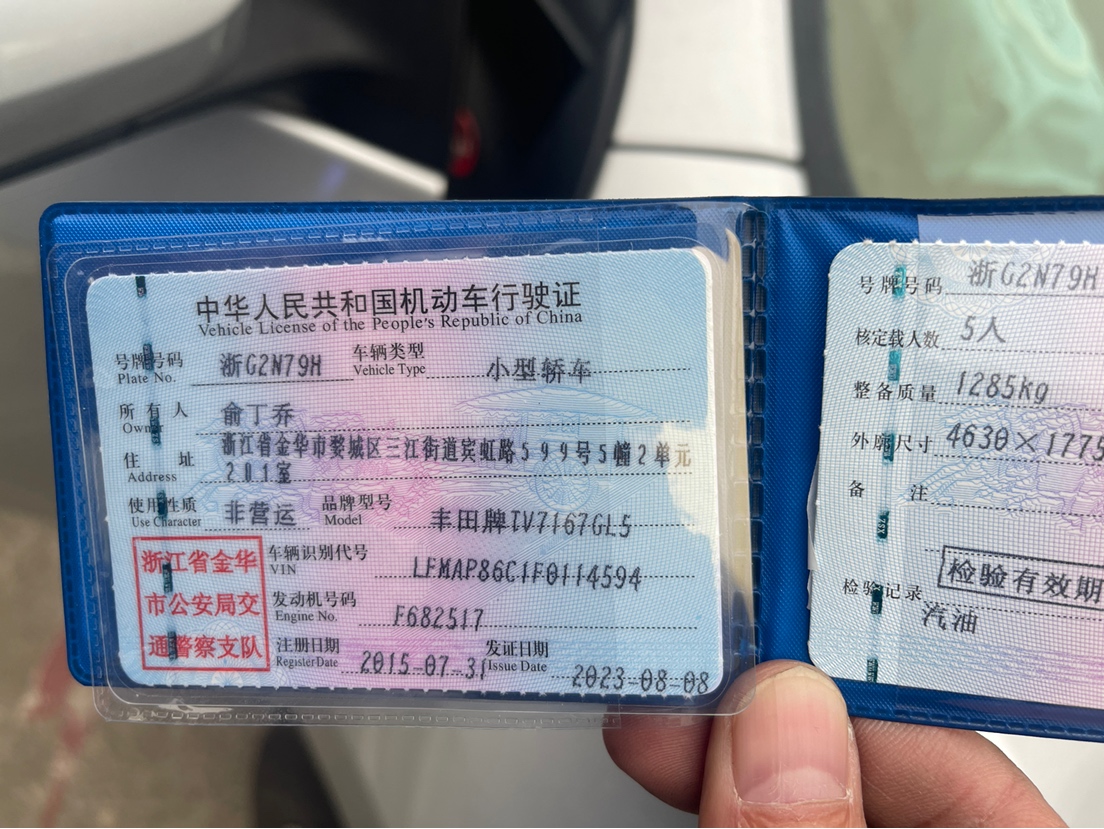 中华人民共和国机动车行驶证
Vehicle License of the People's Republic of China
号牌号码 浙G2N79H 车辆类型 小型轿车
Plate No. Vehicle Type
所有人 俞丁乔
Owner
住址 浙江省金华市婺城区三江街道宾虹路599号5幢2单元
Address 201室
使用性质 非营运 品牌型号 丰田牌TV7167GL5
Use Character Model
浙江省金华
市公安局交
通警察支队
车辆识别代号 LFMAP86C1F0114594
VIN
发动机号码 F682517
Engine No.
注册日期 2015-07-31 发证日期 2023-08-08
Register Date Issue Date
号牌号码 浙G2N79H
核定载人数 5人
整备质量 1285kg
外廓尺寸 4630×1775
备注
检验有效期
检验记录
汽油